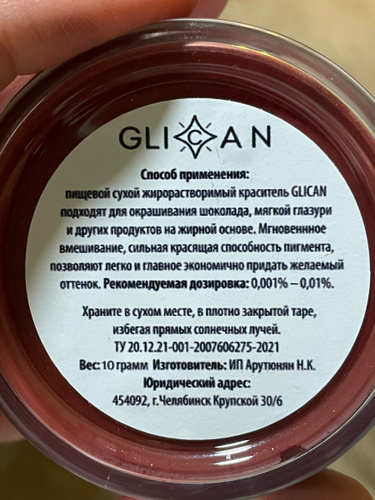 GLICAN
Способ применения:
пищевой сухой жирорастворимый краситель GLICAN
подходят для окрашивания шоколада, мягкой глазури
и других продуктов на жирной основе. Мгновеннное
вмешивание, сильная красящая способность пигмента,
позволяют легко и главное экономично придать желаемый
оттенок. Рекомендуемая дозировка: 0,001% – 0,01%.
Храните в сухом месте, в плотно закрытой таре,
избегая прямых солнечных лучей.
ТУ 20.12.21-001-2007606275-2021
Вес: 10 грамм Изготовитель: ИП Арутюнян Н.К.
Юридический адрес:
454092, г.Челябинск Крупской 30/6